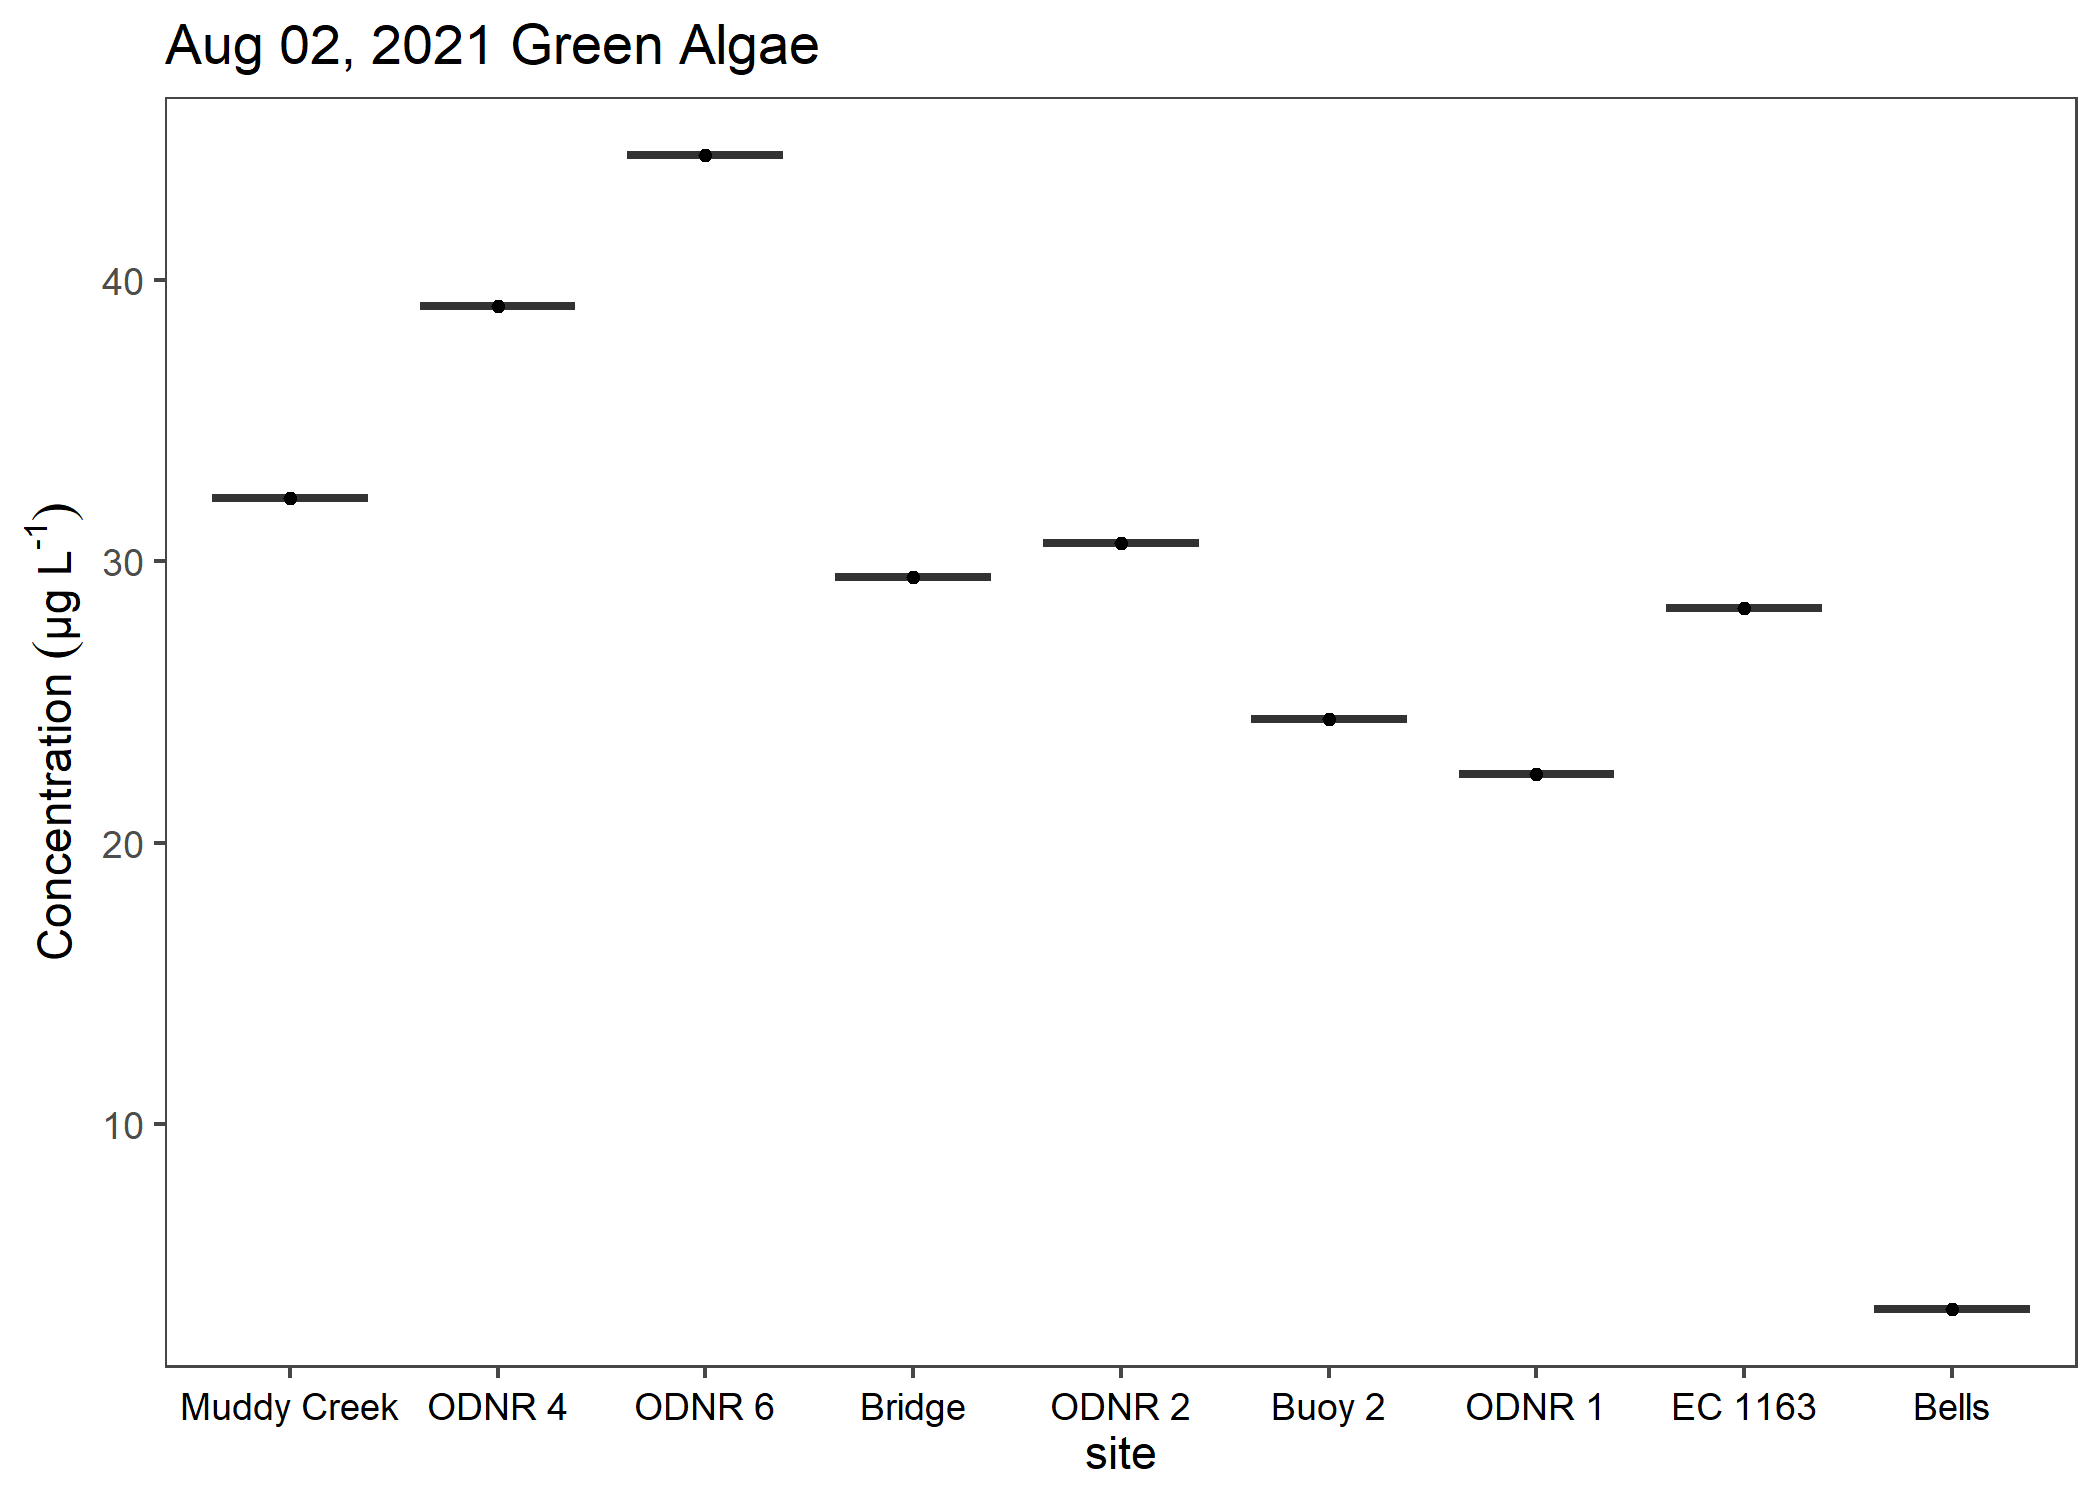 Aug 02, 2021 Green Algae
Concentration (µg L-1)
40
30
20
10
Muddy Creek ODNR 4 ODNR 6 Bridge ODNR 2 Buoy 2 ODNR 1 EC 1163 Bells
site